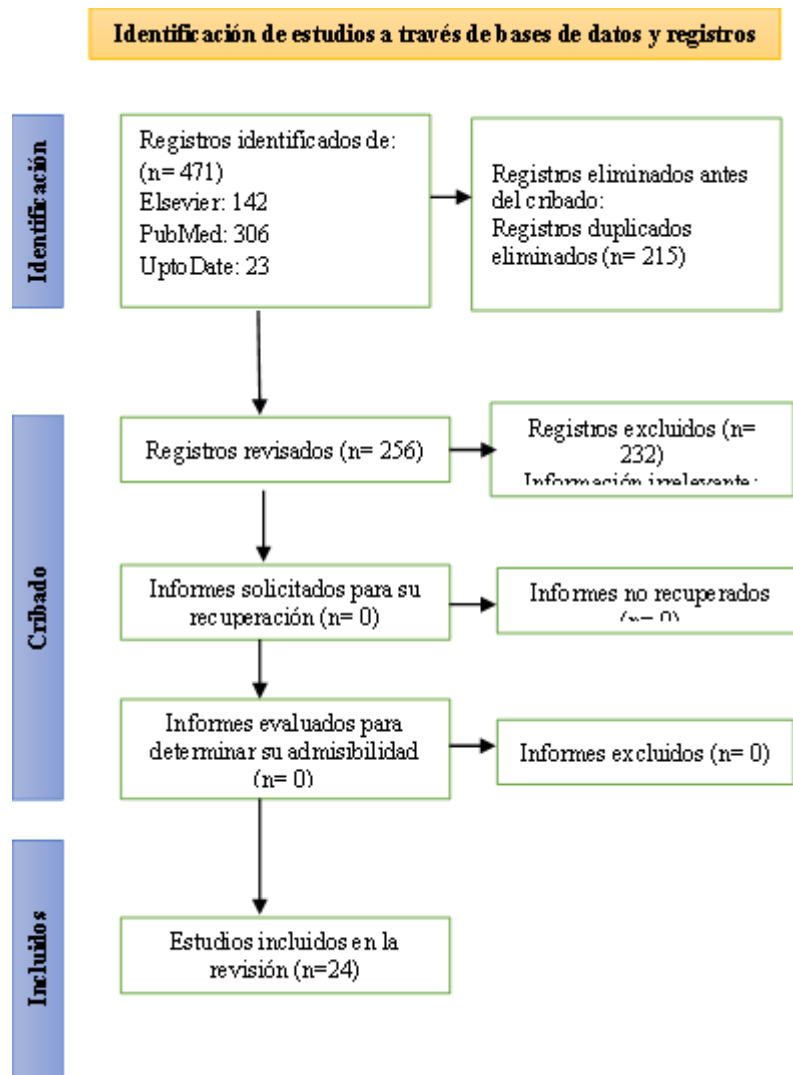 Identificación de estudios a través de bases de datos y registros
Identificación
Registros identificados de:
(n= 471)
Elsevier: 142
PubMed: 306
UptoDate: 23
Registros eliminados antes
del cribado:
Registros duplicados
eliminados (n= 215)
Cribado
Registros revisados (n= 256)
Registros excluidos (n=
232)
Información irrelevante:
Informes solicitados para su
recuperación (n= 0)
Informes no recuperados
(n= 0)
Informes evaluados para
determinar su admisibilidad
(n= 0)
Informes excluidos (n= 0)
Incluidos
Estudios incluidos en la
revisión (n=24)